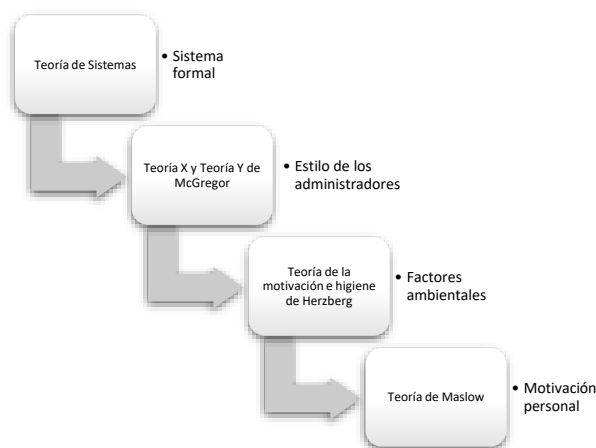 Teoría de Sistemas
• Sistema
formal
Teoría X y Teoría Y de
McGregor
• Estilo de los
administradores
Teoría de la
motivación e higiene
de Herzberg
• Factores
ambientales
Teoría de Maslow
• Motivación
personal